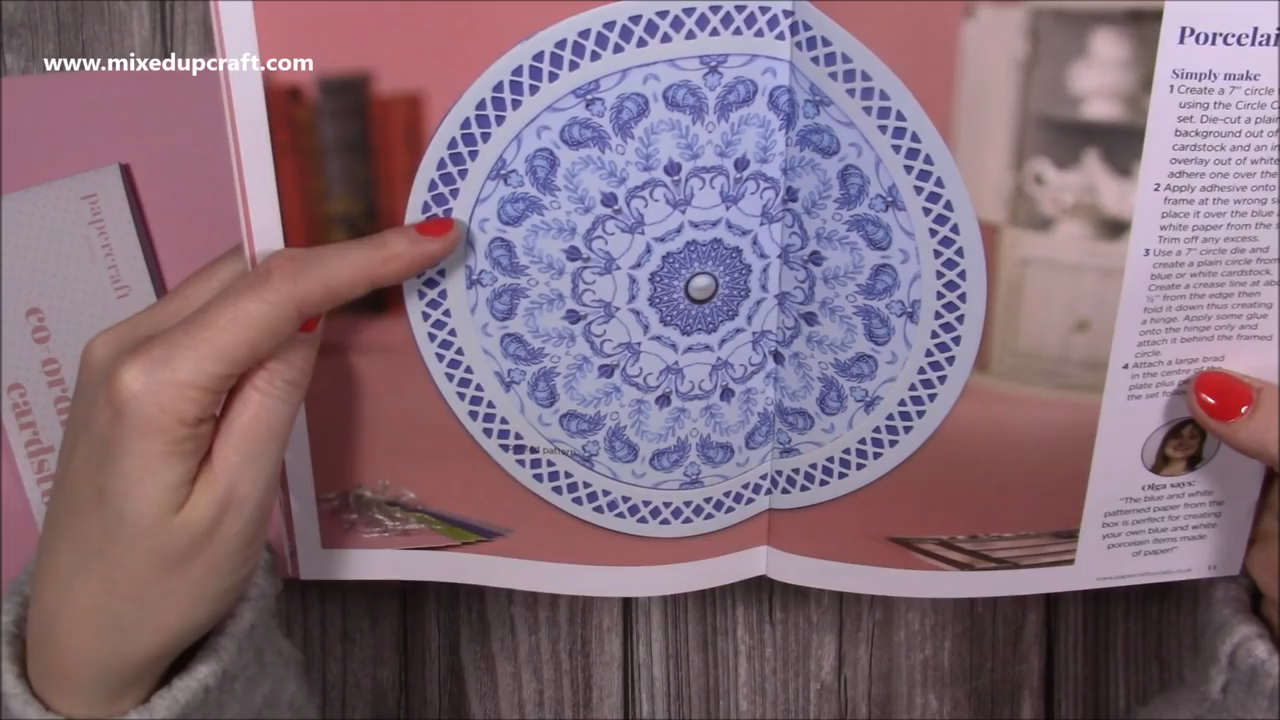 www.mixedupcraft.com
papercraft
co-ord
cardst
pattern
Porcelai
Simply make
1 Create a 7" circle
using the Circle C
set. Die-cut a plain
background out of
cardstock and an in
overlay out of white
adhere one over the
2 Apply adhesive onto
frame at the wrong s
place it over the blue
white paper from the s
Trim off any excess.
3 Use a 7" circle die and
create a plain circle from
blue or white cardstock.
Create a crease line at abo
½" from the edge then
fold it down thus creating
a hinge. Apply some glue
onto the hinge only and
attach it behind the framed
circle.
4 Attach a large brad
in the centre of the
plate plus
the set
Olga says:
"The blue and white
patterned paper from the
box is perfect for creating
your own blue and white
porcelain items made
of paper!"